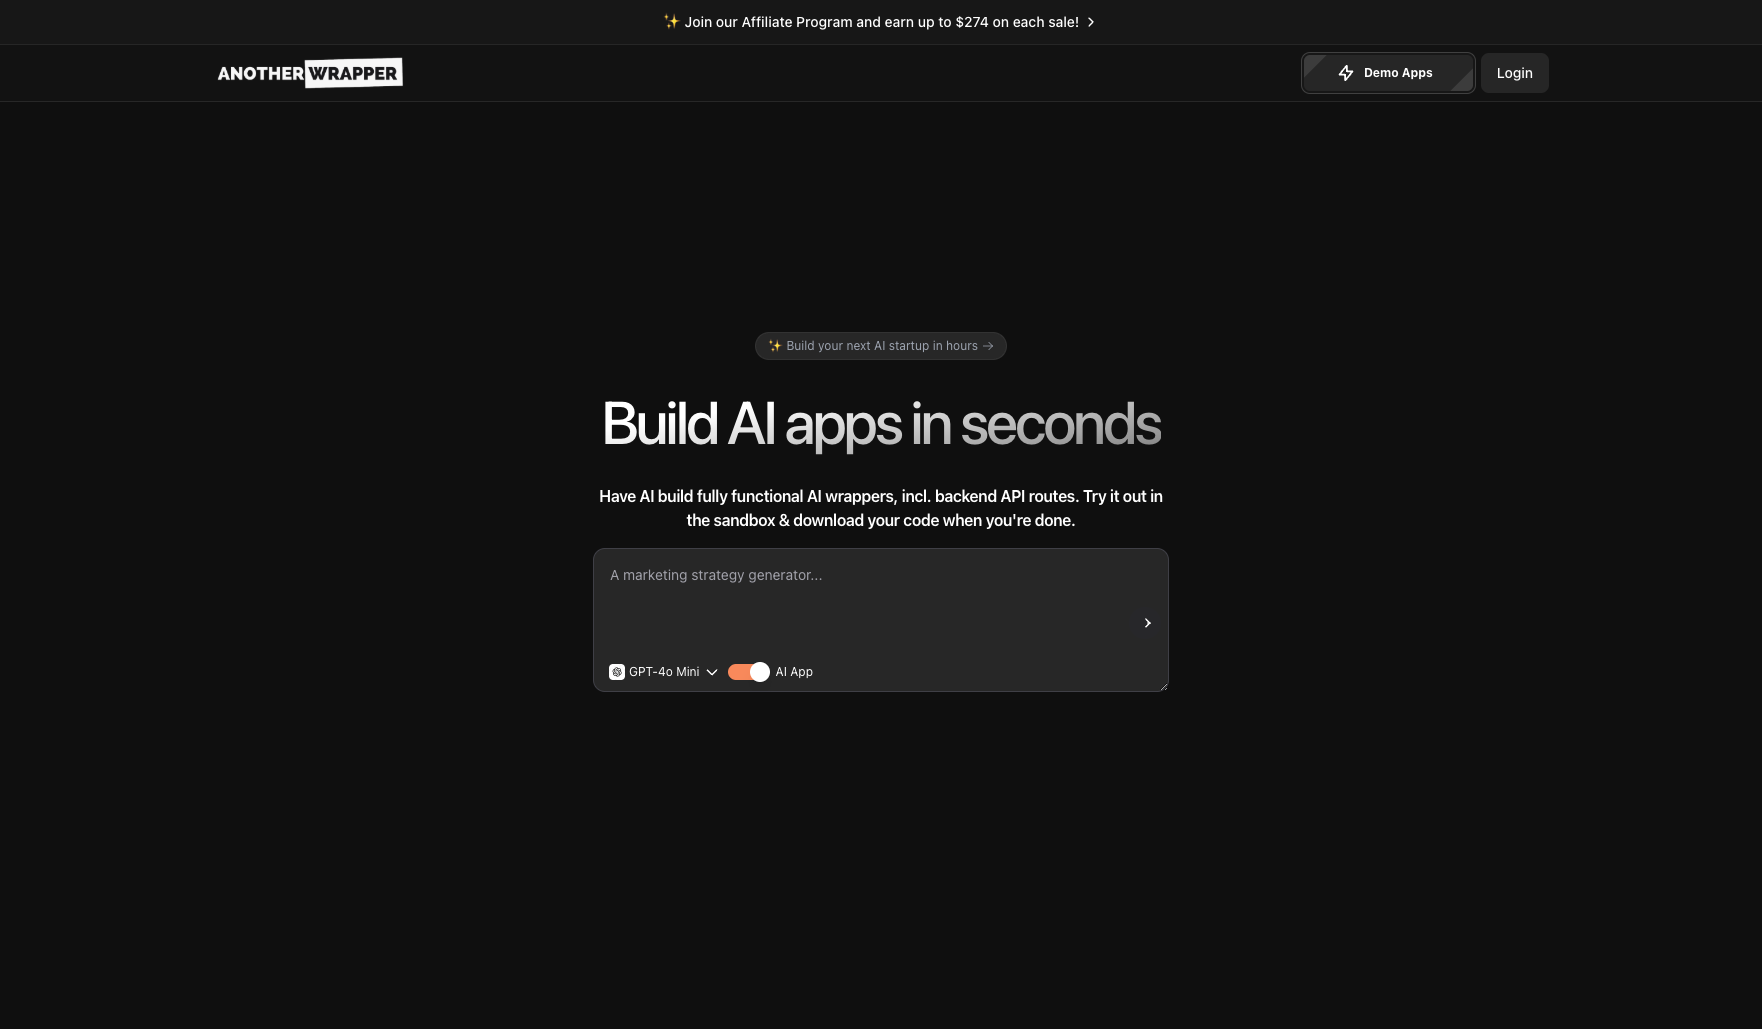 ✨ Join our Affiliate Program and earn up to $274 on each sale!
ANOTHERWRAPPER
Demo Apps
Login
✨ Build your next AI startup in hours →
Build AI apps in seconds
Have AI build fully functional AI wrappers, incl. backend API routes. Try it out in
the sandbox & download your code when you're done.
A marketing strategy generator...
GPT-4o Mini
AI App